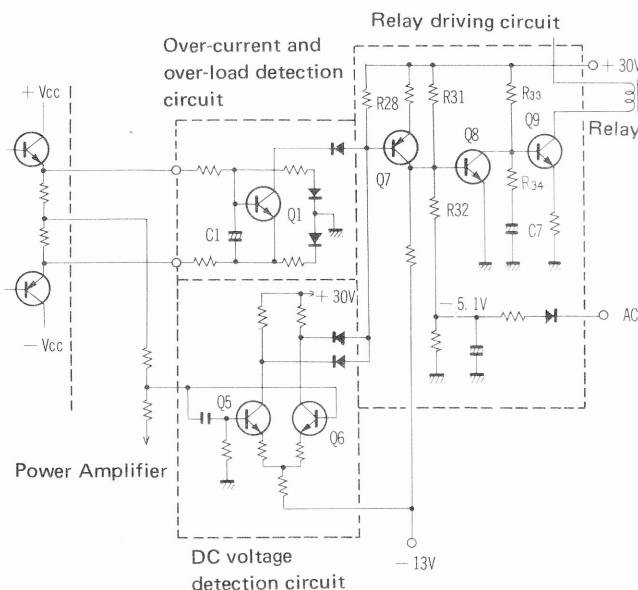 Relay driving circuit
Over-current and
over-load detection
circuit
+ Vcc
+ 30V
R28
R31
R33
Relay
Q7
Q8
Q9
R34
C1
Q1
R32
C7
+ 30V
− 5. 1V
AC
− Vcc
Q5
Q6
Power Amplifier
DC voltage
detection circuit
− 13V